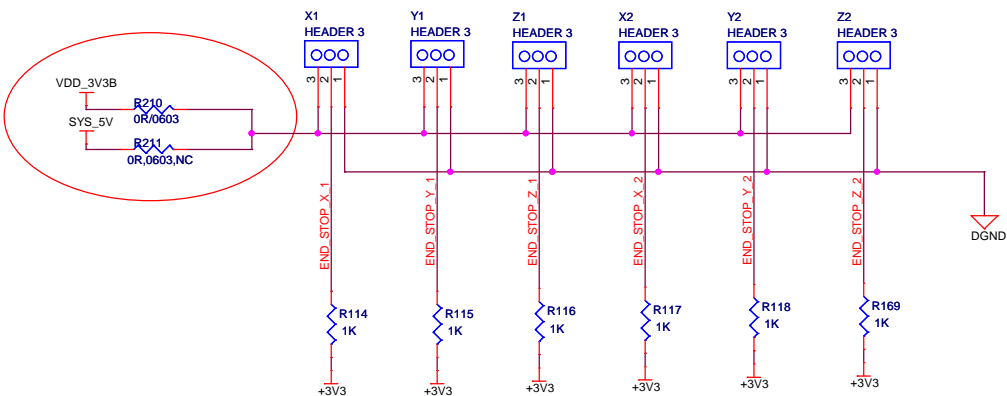 X1 Y1 Z1 X2 Y2 Z2
HEADER 3 HEADER 3 HEADER 3 HEADER 3 HEADER 3 HEADER 3
3 2 1 3 2 1 3 2 1 3 2 1 3 2 1 3 2 1
VDD_3V3B
R210
0R/0603
SYS_5V
R211
0R,0603,NC
END_STOP_X_1
END_STOP_Y_1
END_STOP_Z_1
END_STOP_X_2
END_STOP_Y_2
END_STOP_Z_2
DGND
R114 R115 R116 R117 R118 R169
1K 1K 1K 1K 1K 1K
+3V3 +3V3 +3V3 +3V3 +3V3 +3V3